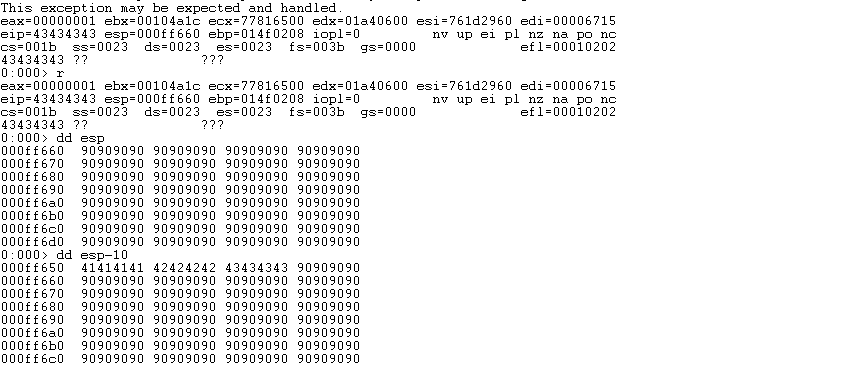 This exception may be expected and handled.
eax=00000001 ebx=00104a1c ecx=77816500 edx=01a40600 esi=761d2960 edi=00006715
eip=43434343 esp=000ff660 ebp=014f0208 iopl=0         nv up ei pl nz na po nc
cs=001b  ss=0023  ds=0023  es=0023  fs=003b  gs=0000             efl=00010202
43434343 ??              ???
0:000> r
eax=00000001 ebx=00104a1c ecx=77816500 edx=01a40600 esi=761d2960 edi=00006715
eip=43434343 esp=000ff660 ebp=014f0208 iopl=0         nv up ei pl nz na po nc
cs=001b  ss=0023  ds=0023  es=0023  fs=003b  gs=0000             efl=00010202
43434343 ??              ???
0:000> dd esp
000ff660  90909090 90909090 90909090 90909090
000ff670  90909090 90909090 90909090 90909090
000ff680  90909090 90909090 90909090 90909090
000ff690  90909090 90909090 90909090 90909090
000ff6a0  90909090 90909090 90909090 90909090
000ff6b0  90909090 90909090 90909090 90909090
000ff6c0  90909090 90909090 90909090 90909090
000ff6d0  90909090 90909090 90909090 90909090
0:000> dd esp-10
000ff650  41414141 42424242 43434343 90909090
000ff660  90909090 90909090 90909090 90909090
000ff670  90909090 90909090 90909090 90909090
000ff680  90909090 90909090 90909090 90909090
000ff690  90909090 90909090 90909090 90909090
000ff6a0  90909090 90909090 90909090 90909090
000ff6b0  90909090 90909090 90909090 90909090
000ff6c0  90909090 90909090 90909090 90909090